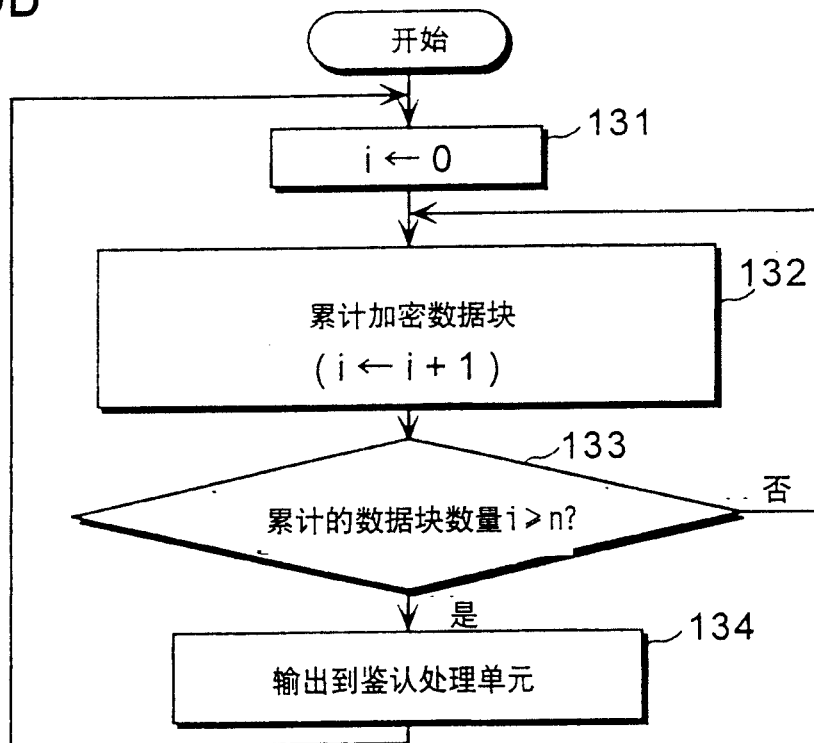 开始
131
i ← 0
132
累计加密数据块
( i ← i + 1 )
133
累计的数据块数量i≥n?
否
是
134
输出到鉴认处理单元